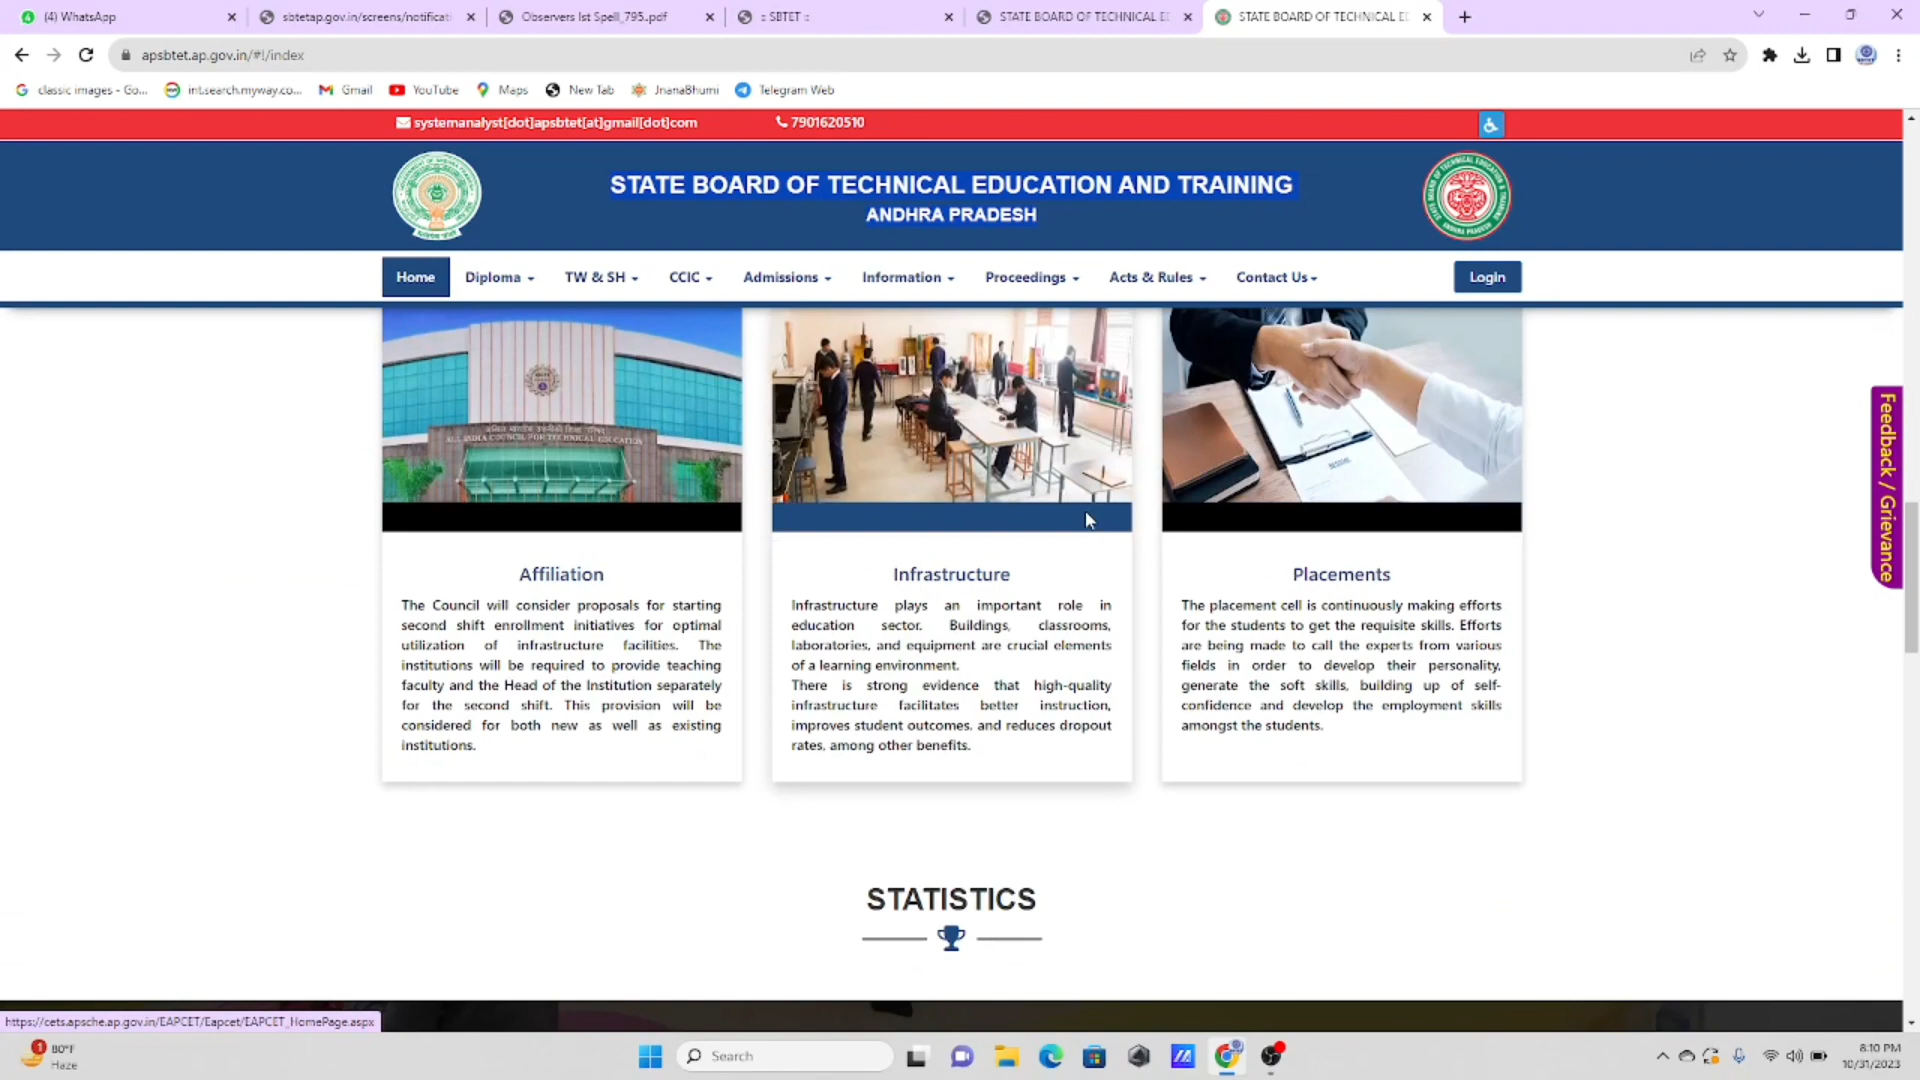 (4) WhatsApp
sbtetap.gov.in/screens/notificati
Observers Ist Spell_795..pdf
:: SBTET ::
STATE BOARD OF TECHNICAL E
STATE BOARD OF TECHNICAL E
apsbtet.ap.gov.in/#!/index
classic images - Go...
int.search.myway.co...
Gmail
YouTube
Maps
New Tab
JnanaBhumi
Telegram Web
systemanalyst[dot]apsbtet[at]gmail[dot]com
7901620510
STATE BOARD OF TECHNICAL EDUCATION AND TRAINING
ANDHRA PRADESH
Home
Diploma
TW & SH
CCIC
Admissions
Information
Proceedings
Acts & Rules
Contact Us
Login
ALL INDIA COUNCIL FOR TECHNICAL EDUCATION
Feedback / Grievance
Affiliation
The Council will consider proposals for starting
second shift enrollment initiatives for optimal
utilization of infrastructure facilities. The
institutions will be required to provide teaching
faculty and the Head of the Institution separately
for the second shift. This provision will be
considered for both new as well as existing
institutions.
Infrastructure
Infrastructure plays an important role in
education sector. Buildings, classrooms,
laboratories, and equipment are crucial elements
of a learning environment.
There is strong evidence that high-quality
infrastructure facilitates better instruction,
improves student outcomes, and reduces dropout
rates, among other benefits.
Placements
The placement cell is continuously making efforts
for the students to get the requisite skills. Efforts
are being made to call the experts from various
fields in order to develop their personality,
generate the soft skills, building up of self-
confidence and develop the employment skills
amongst the students.
STATISTICS
https://cets.apsche.ap.gov.in/EAPCET/Eapcet/EAPCET_HomePage.aspx
1
80°F
Haze
Search
8:10 PM
10/31/2023